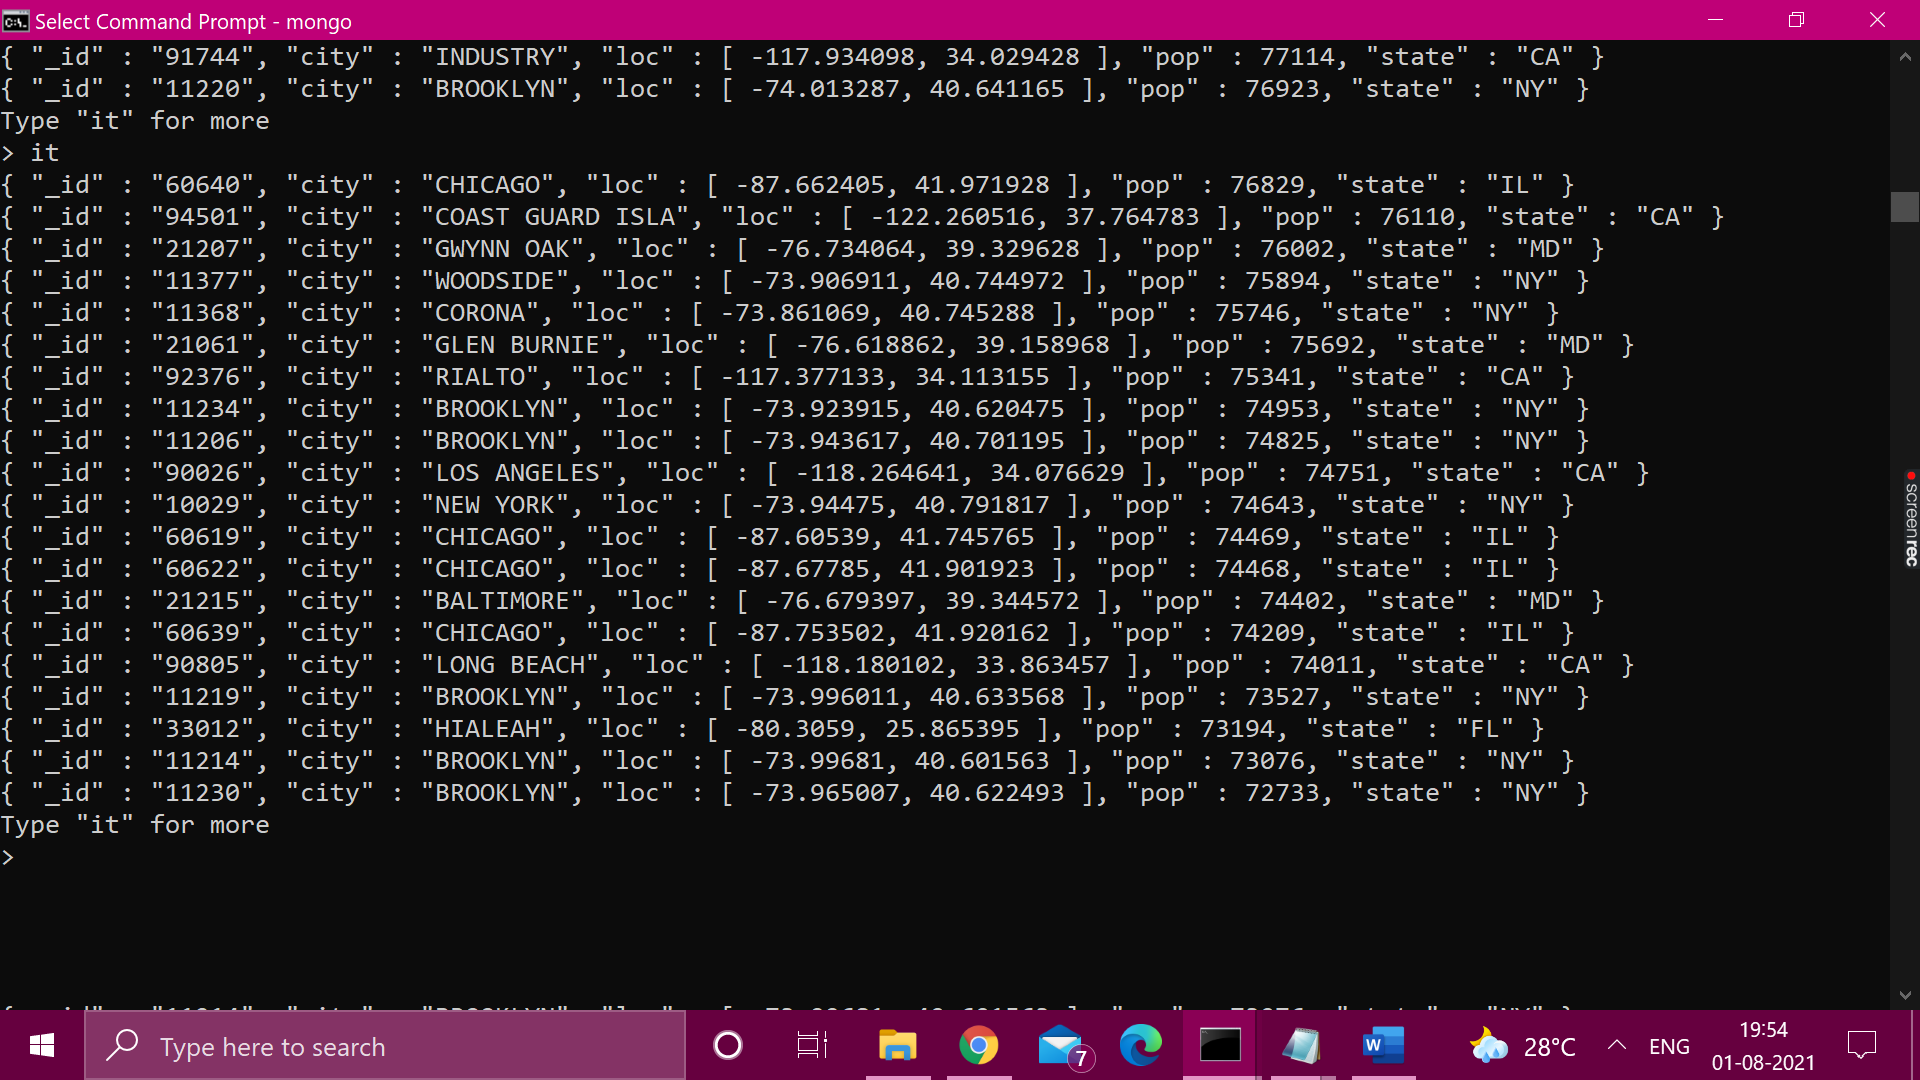 Select Command Prompt - mongo
{ "_id" : "91744", "city" : "INDUSTRY", "loc" : [ -117.934098, 34.029428 ], "pop" : 77114, "state" : "CA" }
{ "_id" : "11220", "city" : "BROOKLYN", "loc" : [ -74.013287, 40.641165 ], "pop" : 76923, "state" : "NY" }
Type "it" for more
> it
{ "_id" : "60640", "city" : "CHICAGO", "loc" : [ -87.662405, 41.971928 ], "pop" : 76829, "state" : "IL" }
{ "_id" : "94501", "city" : "COAST GUARD ISLA", "loc" : [ -122.260516, 37.764783 ], "pop" : 76110, "state" : "CA" }
{ "_id" : "21207", "city" : "GWYNN OAK", "loc" : [ -76.734064, 39.329628 ], "pop" : 76002, "state" : "MD" }
{ "_id" : "11377", "city" : "WOODSIDE", "loc" : [ -73.906911, 40.744972 ], "pop" : 75894, "state" : "NY" }
{ "_id" : "11368", "city" : "CORONA", "loc" : [ -73.861069, 40.745288 ], "pop" : 75746, "state" : "NY" }
{ "_id" : "21061", "city" : "GLEN BURNIE", "loc" : [ -76.618862, 39.158968 ], "pop" : 75692, "state" : "MD" }
{ "_id" : "92376", "city" : "RIALTO", "loc" : [ -117.377133, 34.113155 ], "pop" : 75341, "state" : "CA" }
{ "_id" : "11234", "city" : "BROOKLYN", "loc" : [ -73.923915, 40.620475 ], "pop" : 74953, "state" : "NY" }
{ "_id" : "11206", "city" : "BROOKLYN", "loc" : [ -73.943617, 40.701195 ], "pop" : 74825, "state" : "NY" }
{ "_id" : "90026", "city" : "LOS ANGELES", "loc" : [ -118.264641, 34.076629 ], "pop" : 74751, "state" : "CA" }
{ "_id" : "10029", "city" : "NEW YORK", "loc" : [ -73.94475, 40.791817 ], "pop" : 74643, "state" : "NY" }
{ "_id" : "60619", "city" : "CHICAGO", "loc" : [ -87.60539, 41.745765 ], "pop" : 74469, "state" : "IL" }
{ "_id" : "60622", "city" : "CHICAGO", "loc" : [ -87.67785, 41.901923 ], "pop" : 74468, "state" : "IL" }
{ "_id" : "21215", "city" : "BALTIMORE", "loc" : [ -76.679397, 39.344572 ], "pop" : 74402, "state" : "MD" }
{ "_id" : "60639", "city" : "CHICAGO", "loc" : [ -87.753502, 41.920162 ], "pop" : 74209, "state" : "IL" }
{ "_id" : "90805", "city" : "LONG BEACH", "loc" : [ -118.180102, 33.863457 ], "pop" : 74011, "state" : "CA" }
{ "_id" : "11219", "city" : "BROOKLYN", "loc" : [ -73.996011, 40.633568 ], "pop" : 73527, "state" : "NY" }
{ "_id" : "33012", "city" : "HIALEAH", "loc" : [ -80.3059, 25.865395 ], "pop" : 73194, "state" : "FL" }
{ "_id" : "11214", "city" : "BROOKLYN", "loc" : [ -73.99681, 40.601563 ], "pop" : 73076, "state" : "NY" }
{ "_id" : "11230", "city" : "BROOKLYN", "loc" : [ -73.965007, 40.622493 ], "pop" : 72733, "state" : "NY" }
Type "it" for more
>
screenrec
Type here to search
7
W
28°C
ENG
19:54
01-08-2021